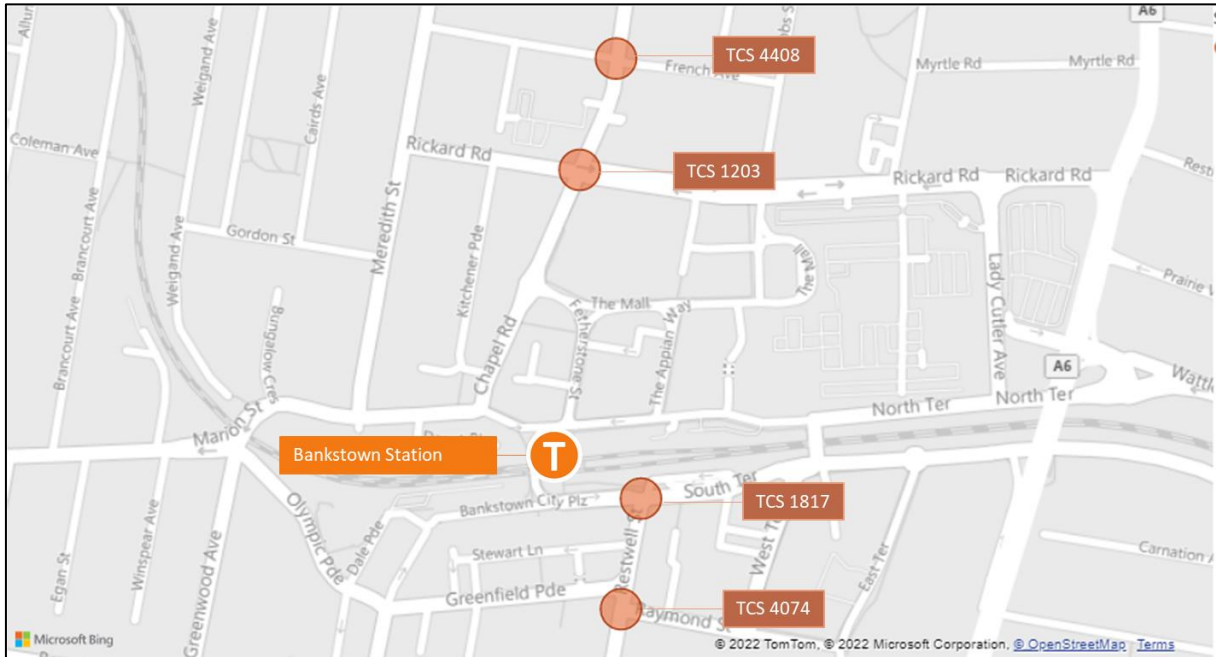 A6
Allum
Weigand Ave
Cairds Ave
TCS 4408
French Ave
Myrtle Rd
Myrtle Rd
Coleman Ave
Rickard Rd
TCS 1203
Rickard Rd
Rickard Rd
Brancourt Ave
Brancourt Ave
Weigand Ave
Gordon St
Meredith St
Kitchener Pde
The Mall
The Mall
Lady Cutler Ave
Bungalow Cres
Chapel Rd
Fetherstone St
The Appian Way
A6
North Ter
North Ter
Marion St
Bankstown Station
T
South Ter
Bankstown City Plz
TCS 1817
Olympic Pde
Dale Pde
Stewart Ln
Restwell St
East Ter
Egan St
Winspear Ave
Greenwood Ave
Greenfield Pde
Raymond St
TCS 4074
Microsoft Bing
© 2022 TomTom, © 2022 Microsoft Corporation, © OpenStreetMap Terms